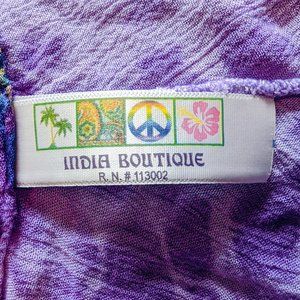 INDIA BOUTIQUE
R. N. # 113002